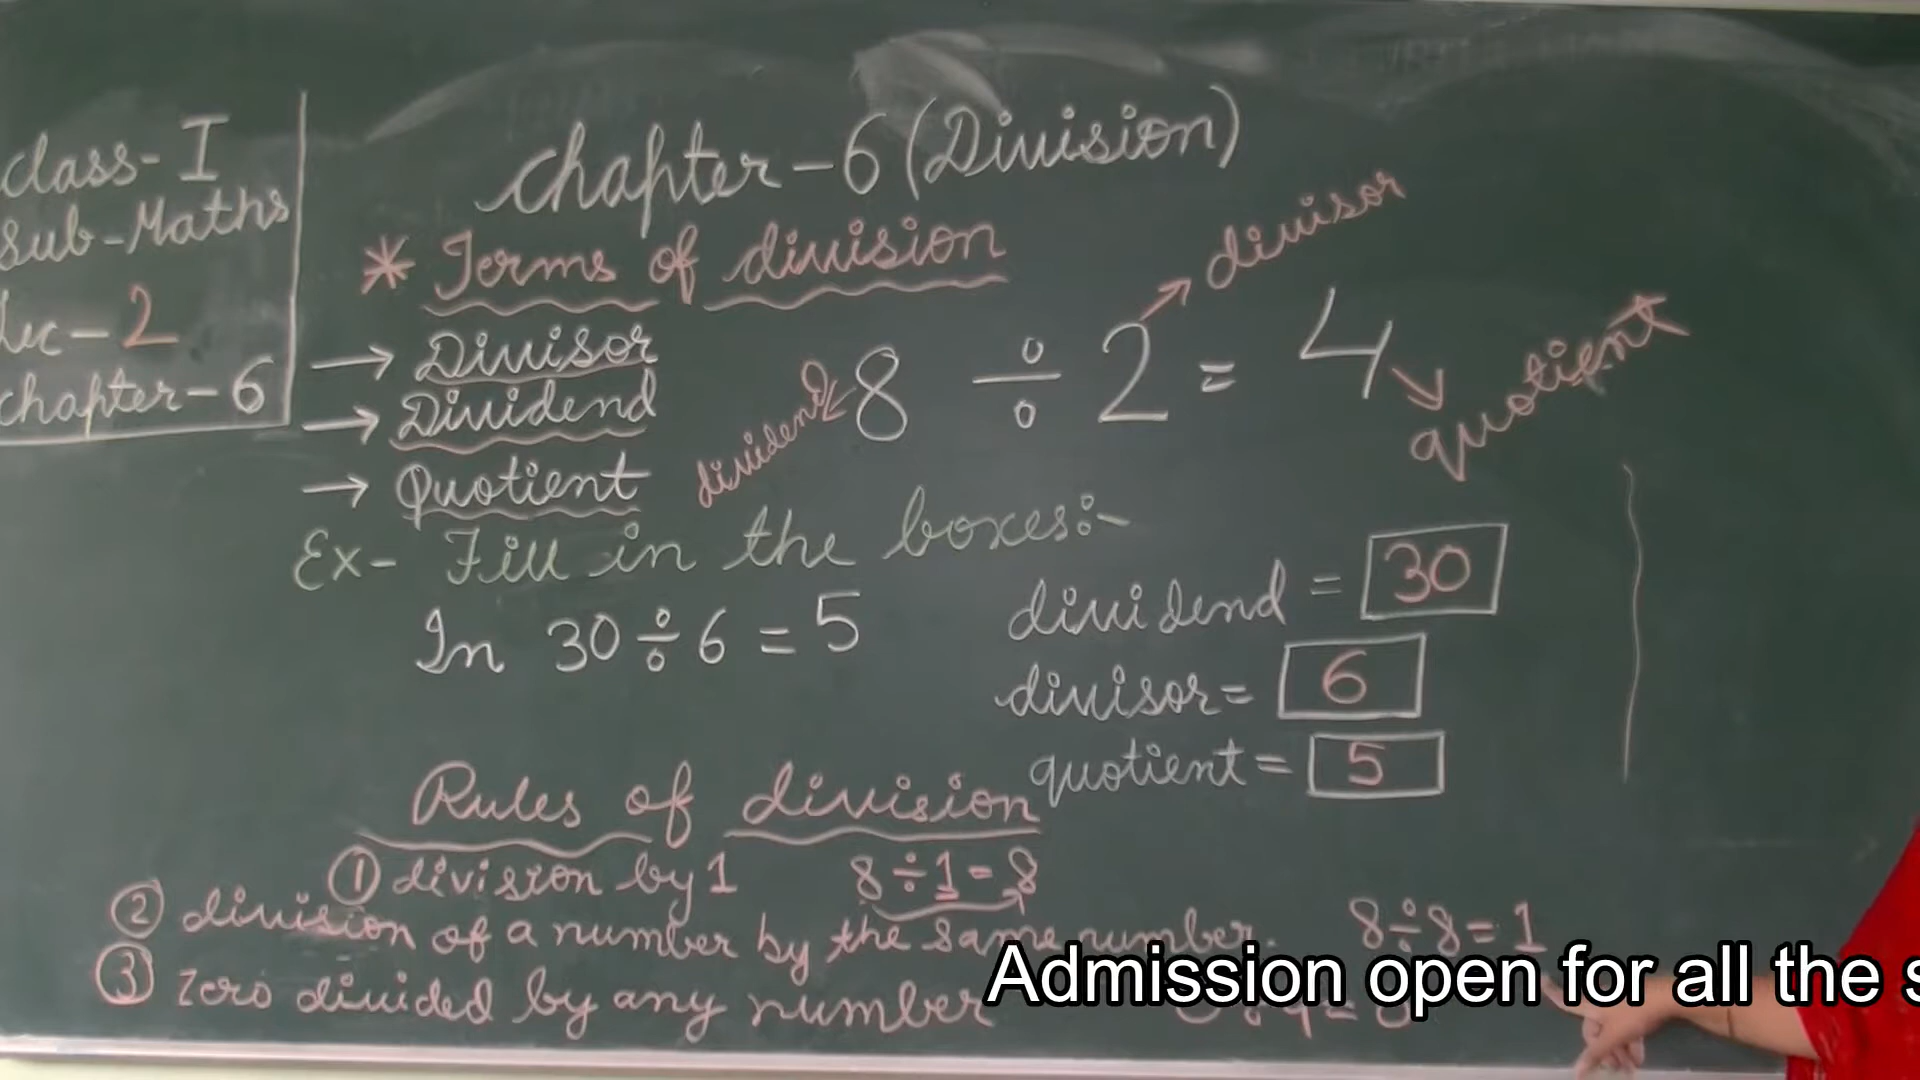 Class-I
Sub-Maths
Lec-2
Chapter-6
Chapter-6 (Division)
* Terms of division
→ Divisor
→ Dividend
→ Quotient
8 ÷ 2 = 4
dividend
divisor
quotient
Ex- Fill in the boxes:-
In 30 ÷ 6 = 5
dividend = 30
divisor = 6
quotient = 5
Rules of division
① division by 1 8÷1=8
② division of a number by the same number. 8÷8=1
③ Zero divided by any number
Admission open for all the s